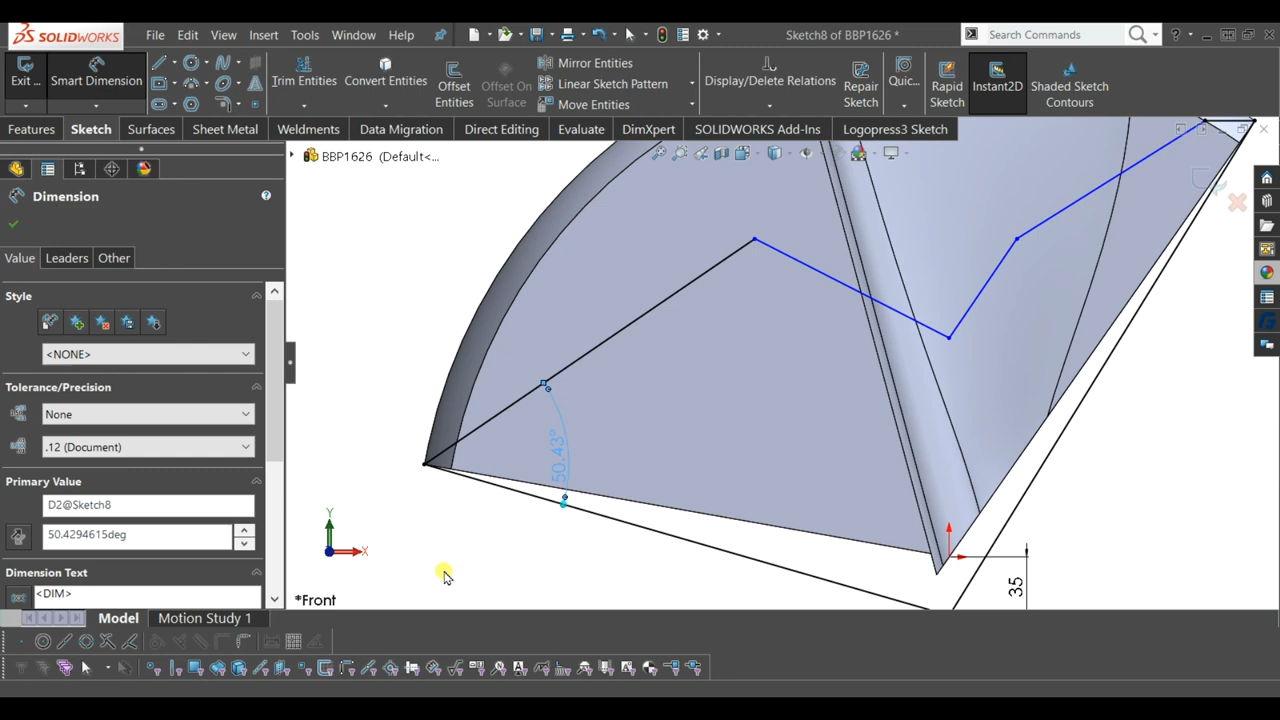 SOLIDWORKS File Edit View Insert Tools Window Help Sketch8 of BBP1626 * Search Commands ?
Exit ... Smart Dimension Trim Entities Convert Entities Offset Entities Offset On Surface Mirror Entities Linear Sketch Pattern Move Entities Display/Delete Relations Repair Sketch Quic... Rapid Sketch Instant2D Shaded Sketch Contours
Features Sketch Surfaces Sheet Metal Weldments Data Migration Direct Editing Evaluate DimXpert SOLIDWORKS Add-Ins Logopress3 Sketch
BBP1626 (Default<...
Dimension
Value Leaders Other
Style
<NONE>
Tolerance/Precision
None
.12 (Document)
Primary Value
D2@Sketch8
50.4294615deg
Dimension Text
<DIM>
50.43°
35
Y
X
*Front
Model Motion Study 1